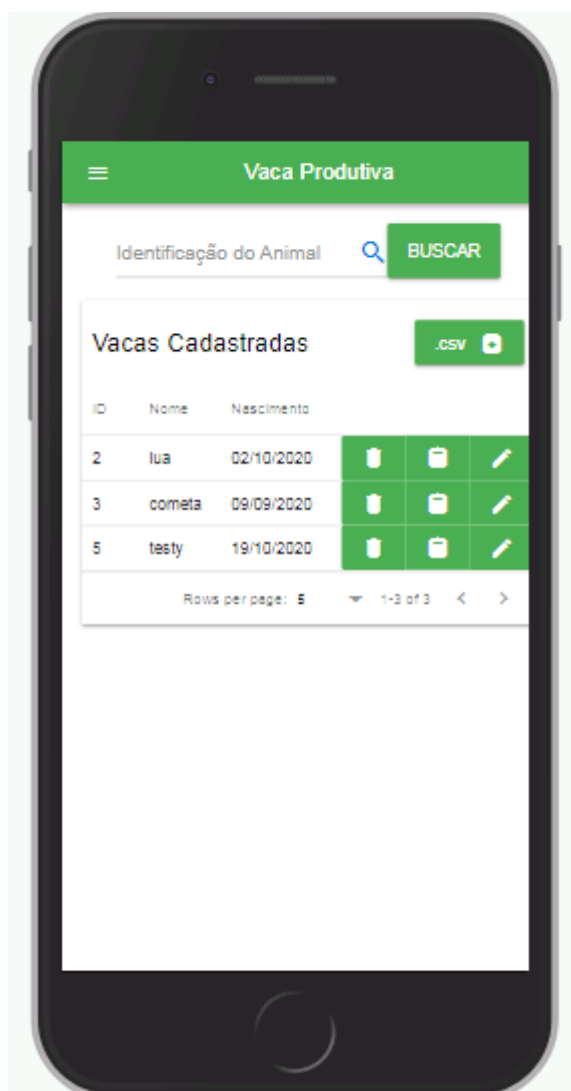 Vaca Produtiva
Identificação do Animal BUSCAR
Vacas Cadastradas .csv
ID Nome Nascimento
2 lua 02/10/2020
3 cometa 09/09/2020
5 testy 19/10/2020
Rows per page: 5 1-3 of 3